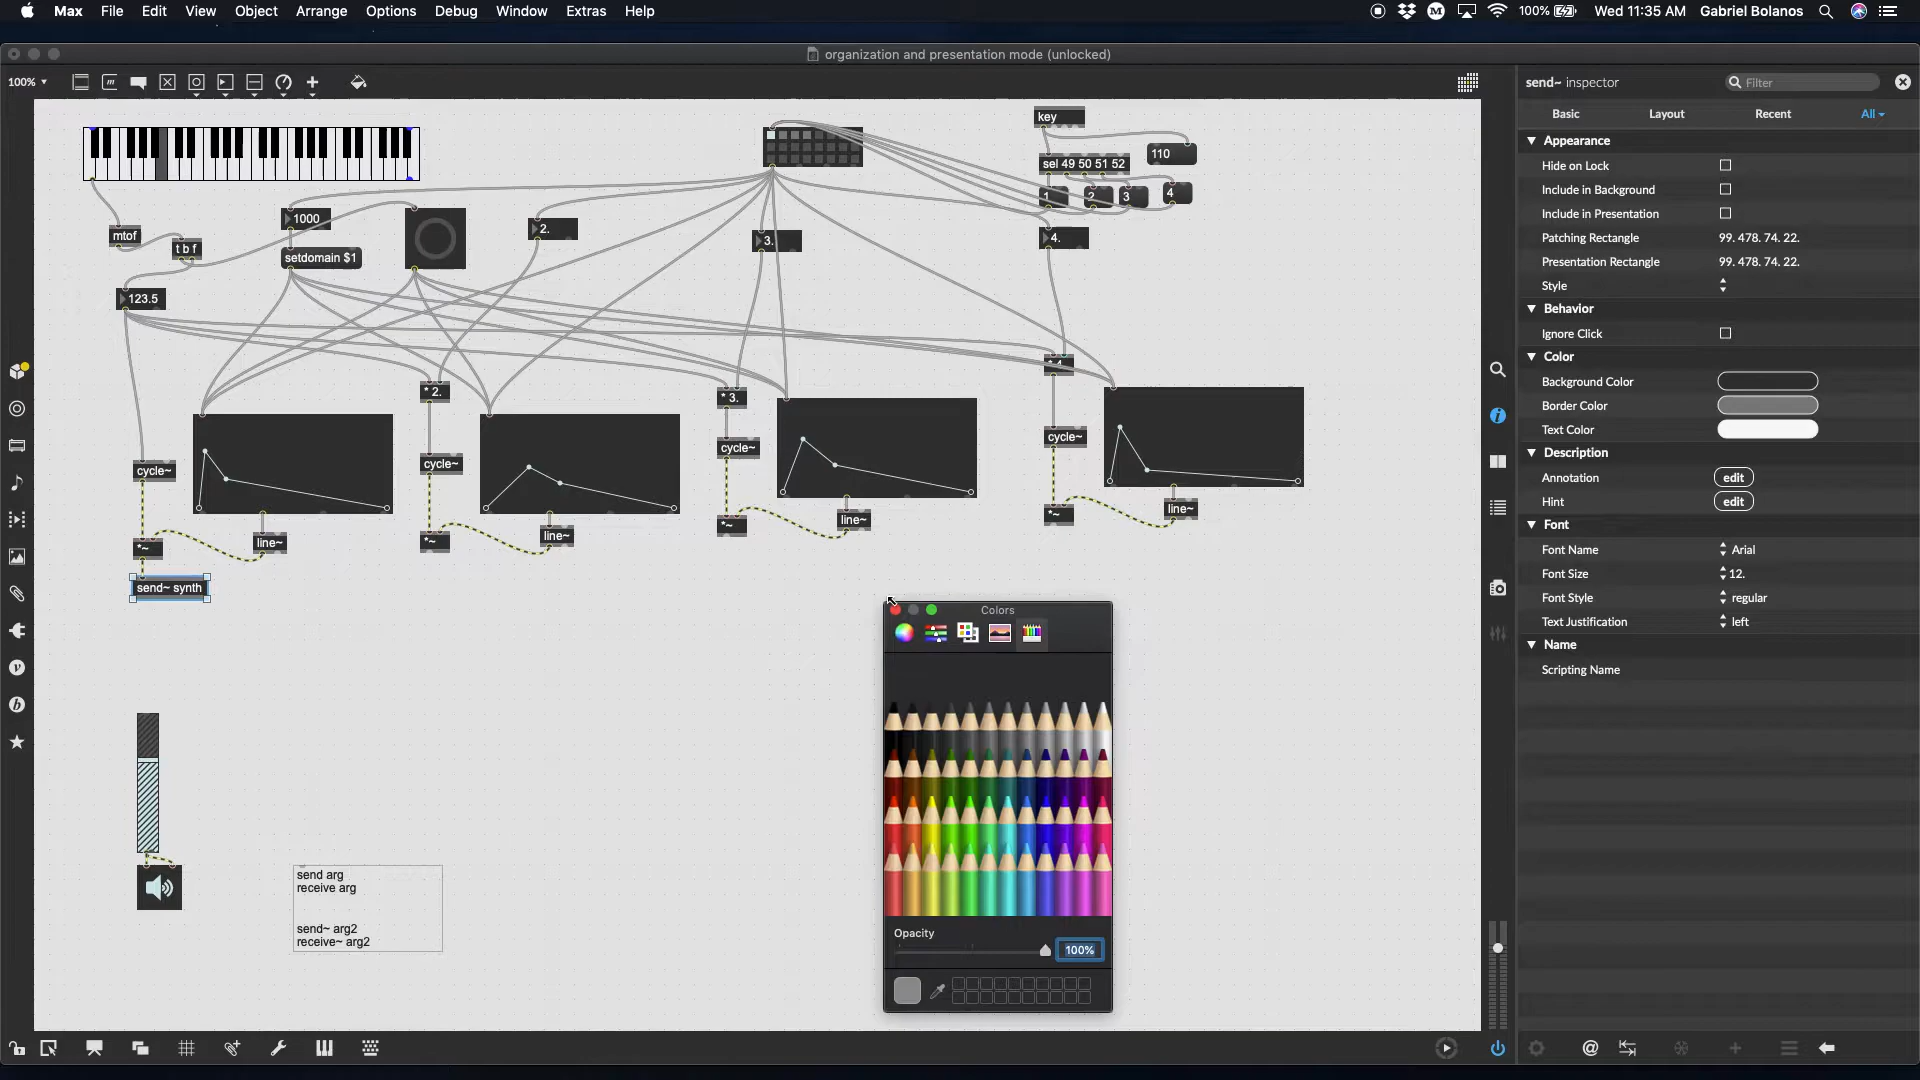 Max File Edit View Object Arrange Options Debug Window Extras Help
100% Wed 11:35 AM Gabriel Bolanos
organization and presentation mode (unlocked)
100%
send~ inspector
Filter
Basic Layout Recent All
Appearance
Hide on Lock
Include in Background
Include in Presentation
Patching Rectangle 99. 478. 74. 22.
Presentation Rectangle 99. 478. 74. 22.
Style
Behavior
Ignore Click
Color
Background Color
Border Color
Text Color
Description
Annotation edit
Hint edit
Font
Font Name Arial
Font Size 12.
Font Style regular
Text Justification left
Name
Scripting Name
key
110
sel 49 50 51 52
1 2 3 4
mtof
t b f
1000
setdomain $1
2.
3.
4.
123.5
* 2.
* 3.
cycle~
cycle~
cycle~
cycle~
*~
*~
*~
*~
line~
line~
line~
line~
send~ synth
send arg
receive arg
send~ arg2
receive~ arg2
Colors
Opacity
100%